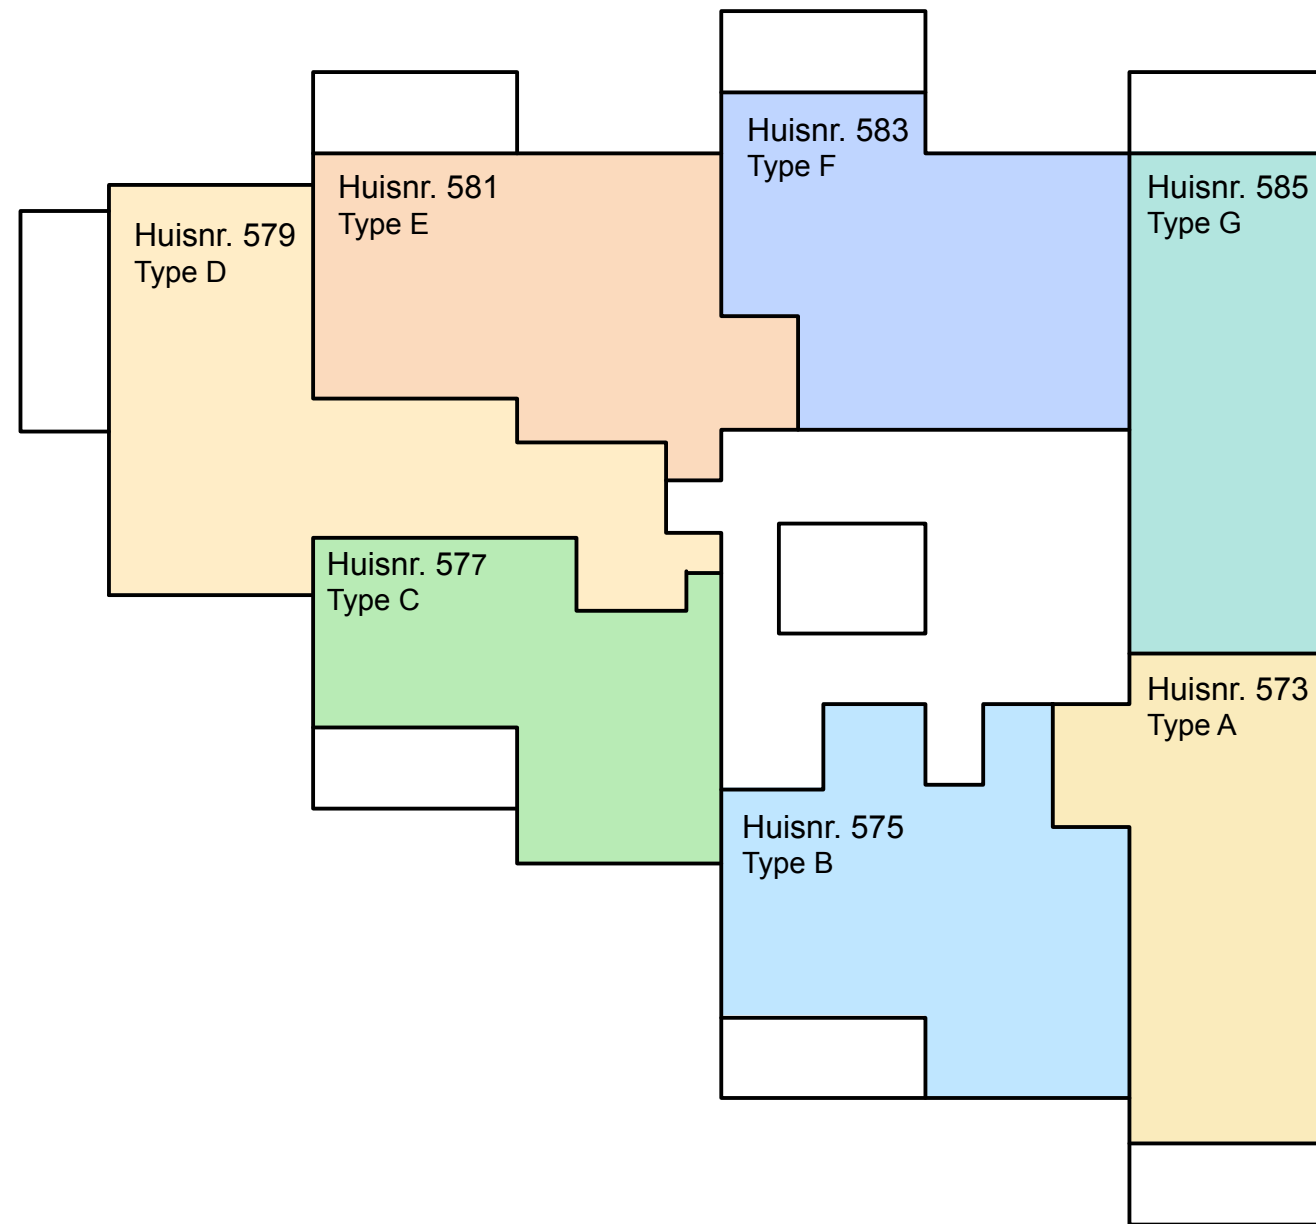 Huisnr. 583
Type F
Huisnr. 581
Type E
Huisnr. 585
Type G
Huisnr. 579
Type D
Huisnr. 577
Type C
Huisnr. 573
Type A
Huisnr. 575
Type B